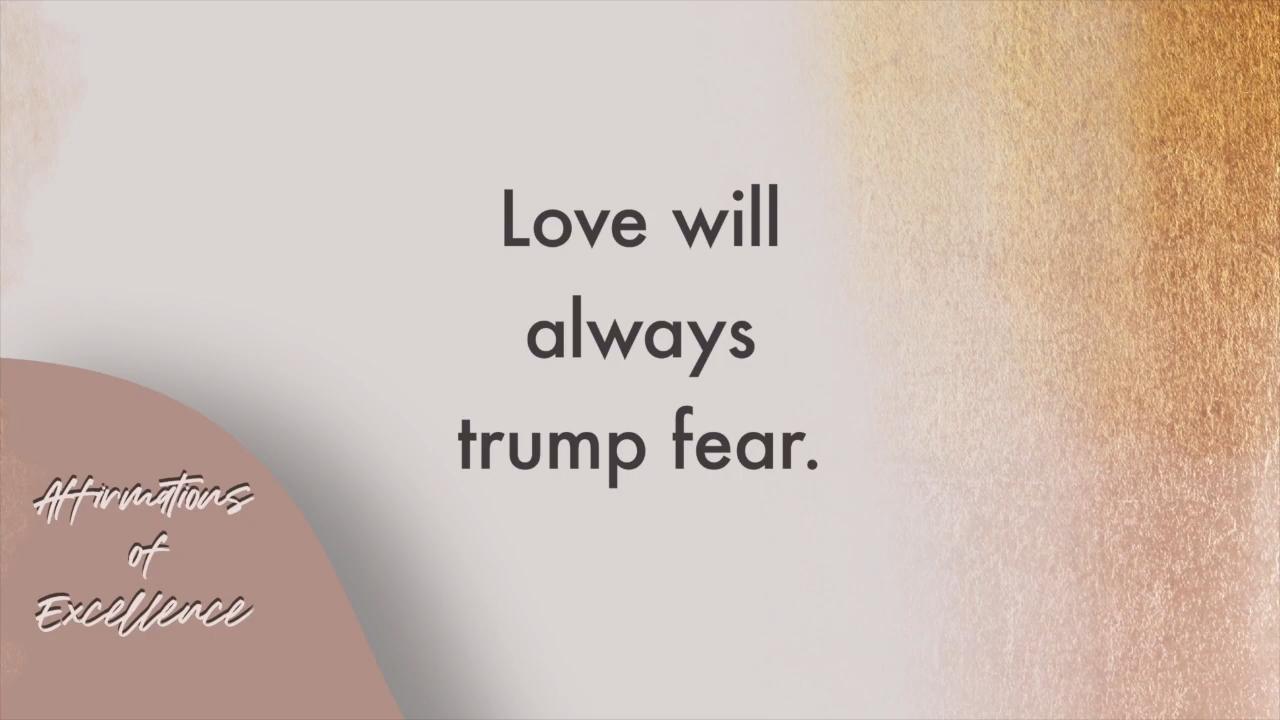 Love will
always
trump fear.
Affirmations
of
Excellence